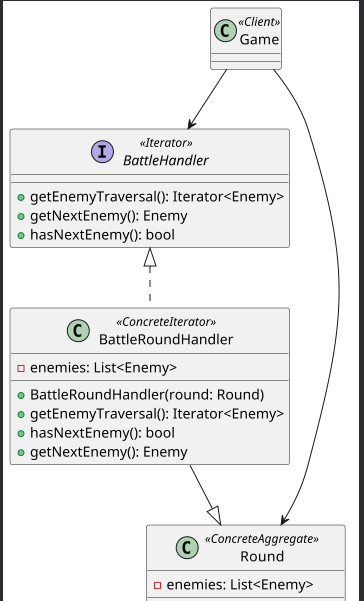 «Client»
C Game
«Iterator»
I BattleHandler
getEnemyTraversal(): Iterator<Enemy>
getNextEnemy(): Enemy
hasNextEnemy(): bool
«ConcreteIterator»
C BattleRoundHandler
enemies: List<Enemy>
BattleRoundHandler(round: Round)
getEnemyTraversal(): Iterator<Enemy>
hasNextEnemy(): bool
getNextEnemy(): Enemy
«ConcreteAggregate»
C Round
enemies: List<Enemy>